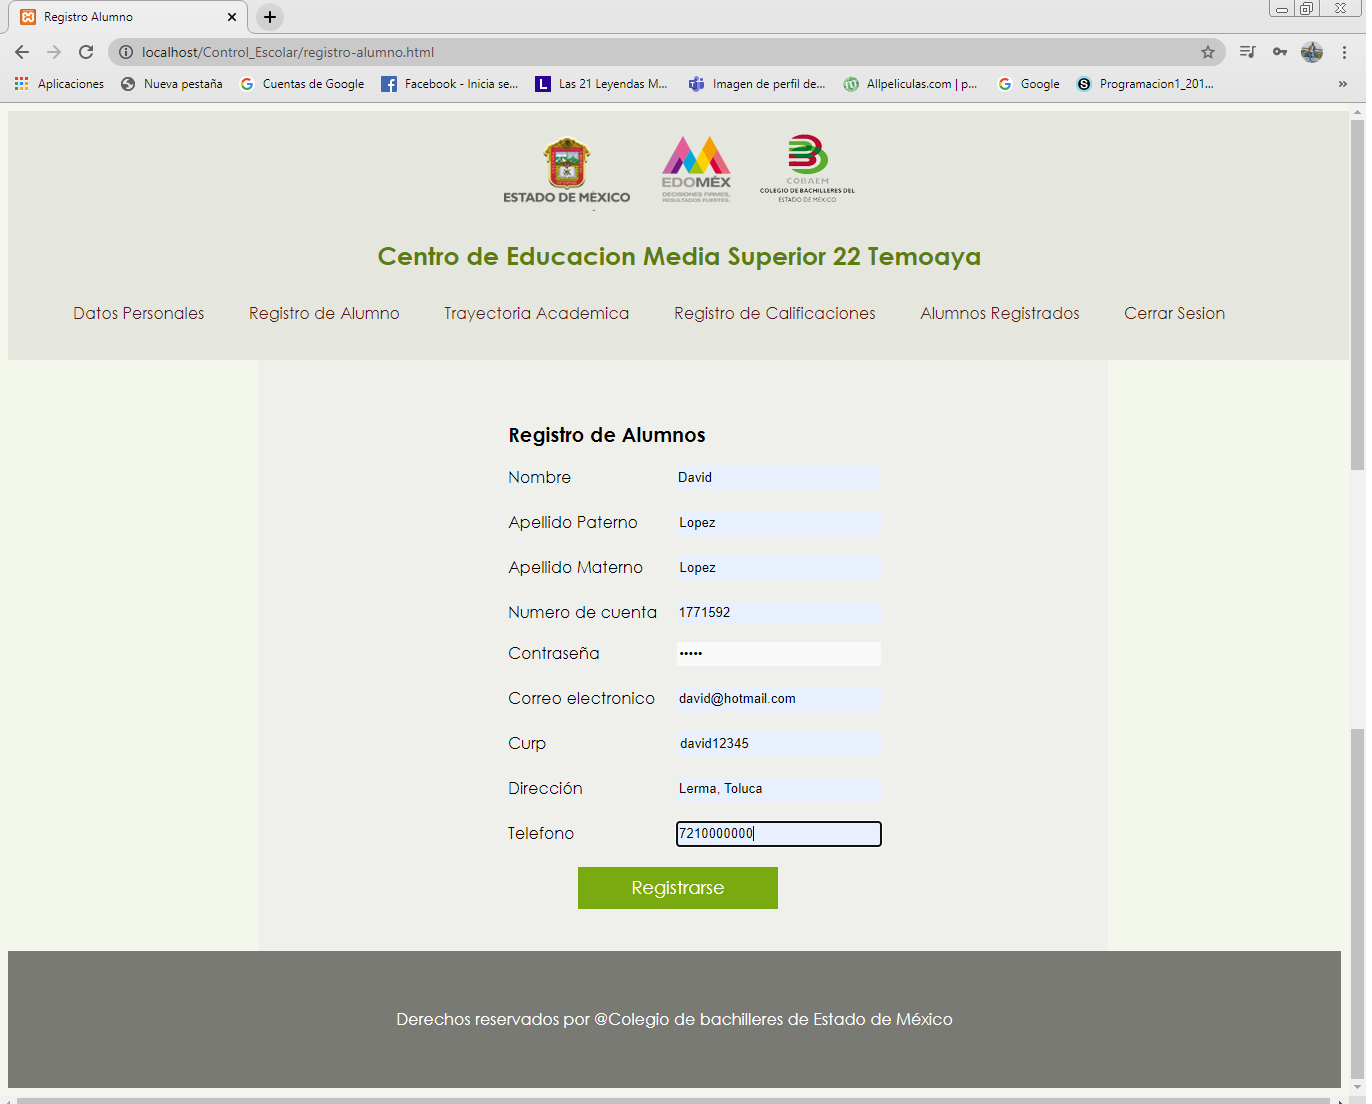 Registro Alumno
localhost/Control_Escolar/registro-alumno.html
Aplicaciones Nueva pestaña Cuentas de Google Facebook - Inicia se... L Las 21 Leyendas M... Imagen de perfil de... Allpeliculas.com | p... Google S Programacion1_201... »
ESTADO DE MÉXICO
EDOMÉX
DECISIONES FIRMES,
RESULTADOS FUERTES.
COBAEM
COLEGIO DE BACHILLERES DEL
ESTADO DE MÉXICO
Centro de Educacion Media Superior 22 Temoaya
Datos Personales Registro de Alumno Trayectoria Academica Registro de Calificaciones Alumnos Registrados Cerrar Sesion
Registro de Alumnos
Nombre David
Apellido Paterno Lopez
Apellido Materno Lopez
Numero de cuenta 1771592
Contraseña •••••
Correo electronico david@hotmail.com
Curp david12345
Dirección Lerma, Toluca
Telefono 7210000000
Registrarse
Derechos reservados por @Colegio de bachilleres de Estado de México